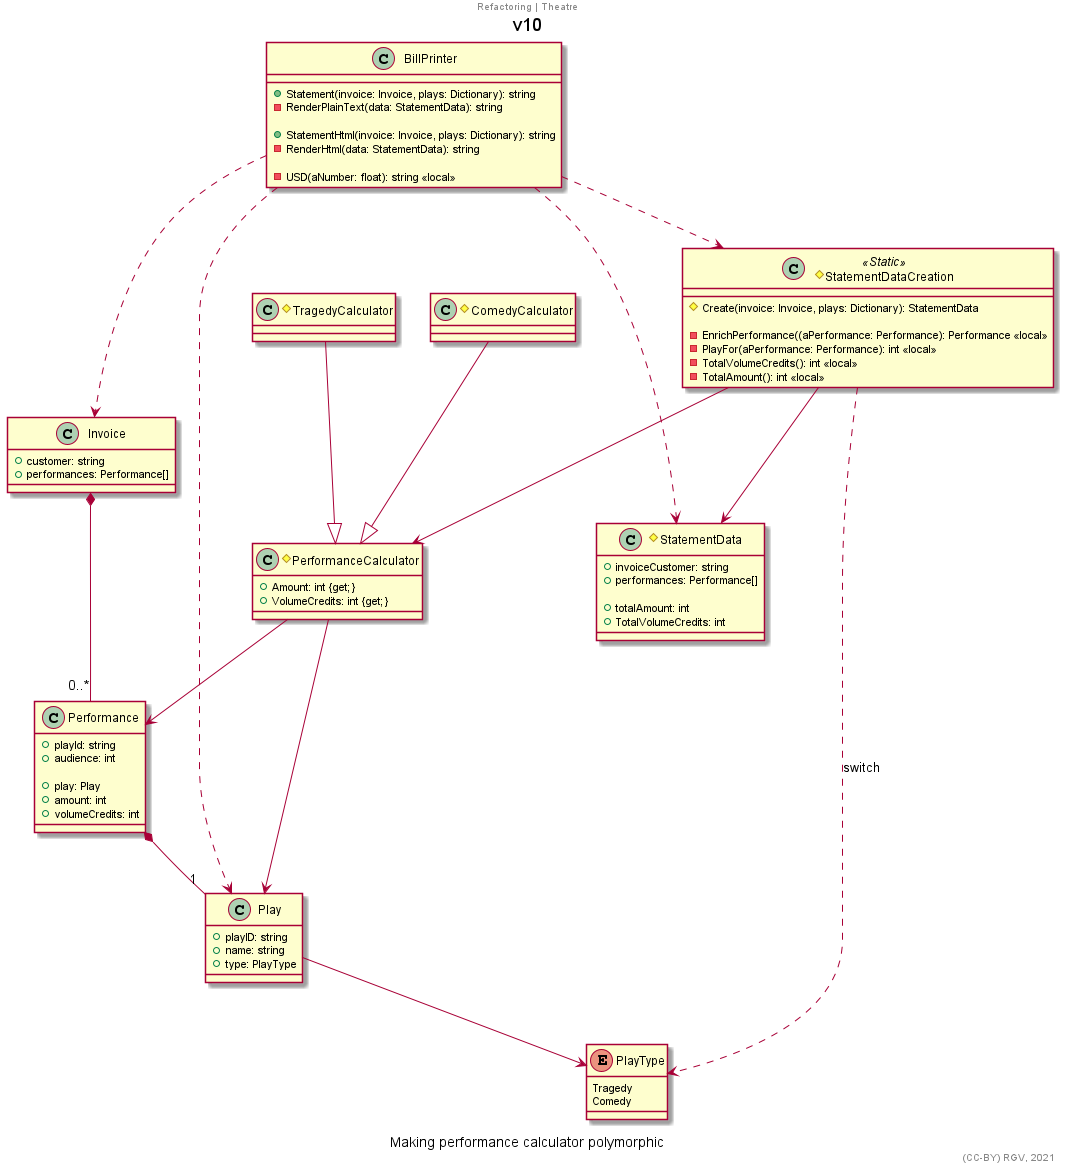 Refactoring | Theatre
v10
C BillPrinter
Statement(invoice: Invoice, plays: Dictionary): string
RenderPlainText(data: StatementData): string
StatementHtml(invoice: Invoice, plays: Dictionary): string
RenderHtml(data: StatementData): string
USD(aNumber: float): string «local»
C «Static»
StatementDataCreation
Create(invoice: Invoice, plays: Dictionary): StatementData
EnrichPerformance((aPerformance: Performance): Performance «local»
PlayFor(aPerformance: Performance): int «local»
TotalVolumeCredits(): int «local»
TotalAmount(): int «local»
C TragedyCalculator
C ComedyCalculator
C Invoice
customer: string
performances: Performance[]
C StatementData
invoiceCustomer: string
performances: Performance[]
totalAmount: int
TotalVolumeCredits: int
C PerformanceCalculator
Amount: int {get;}
VolumeCredits: int {get;}
0..*
C Performance
playId: string
audience: int
play: Play
amount: int
volumeCredits: int
switch
1
C Play
playID: string
name: string
type: PlayType
E PlayType
Tragedy
Comedy
Making performance calculator polymorphic
(CC-BY) RGV, 2021